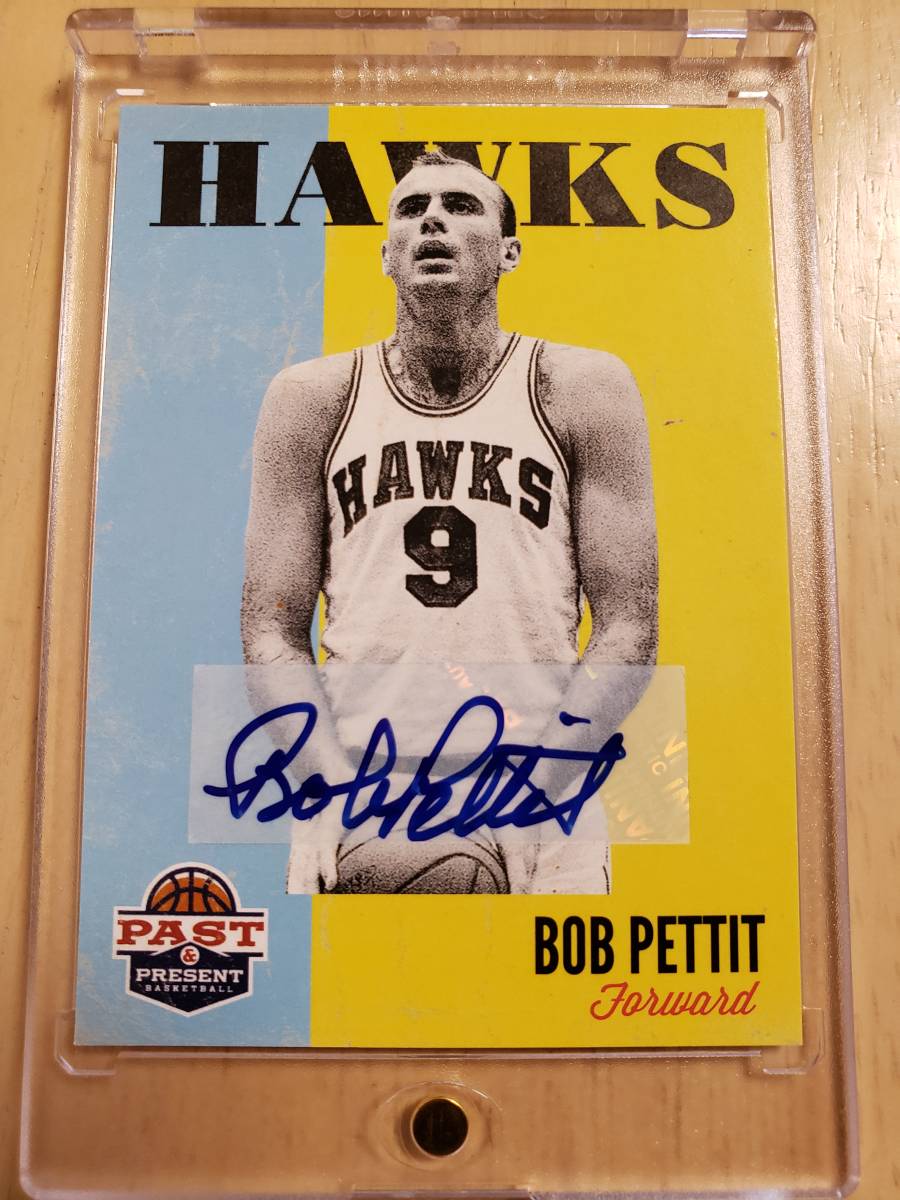 HAWKS
HAWKS
9
Bob Pettit
PAST
&
PRESENT
BASKETBALL
BOB PETTIT
Forward